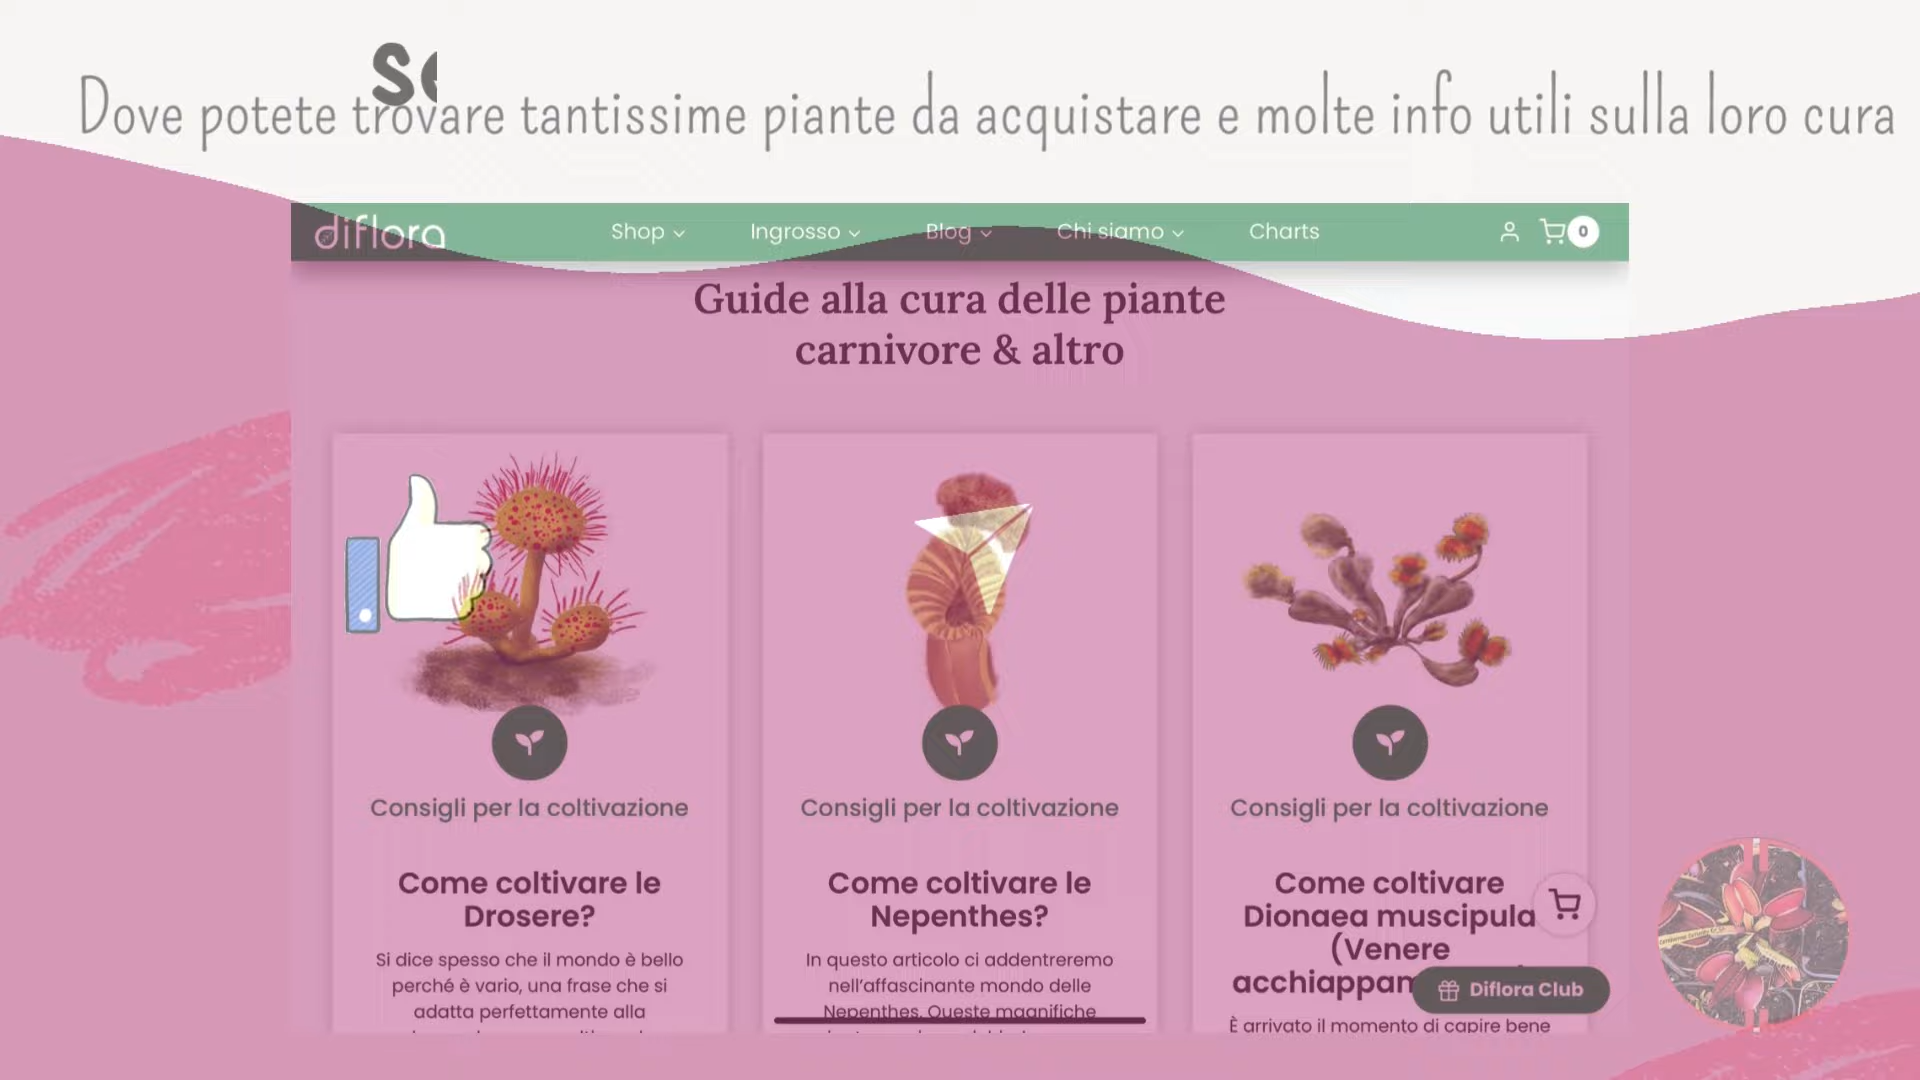 Dove potete trovare tantissime piante da acquistare e molte info utili sulla loro cura
diflora
Shop
Ingrosso
Blog
Chi siamo
Charts
0
Guide alla cura delle piante
carnivore & altro
Consigli per la coltivazione
Come coltivare le
Drosere?
Si dice spesso che il mondo è bello
perché è vario, una frase che si
adatta perfettamente alla
Consigli per la coltivazione
Come coltivare le
Nepenthes?
In questo articolo ci addentreremo
nell'affascinante mondo delle
Nepenthes. Queste magnifiche
Consigli per la coltivazione
Come coltivare
Dionaea muscipula
(Venere
È arrivato il momento di capire bene
Diflora Club